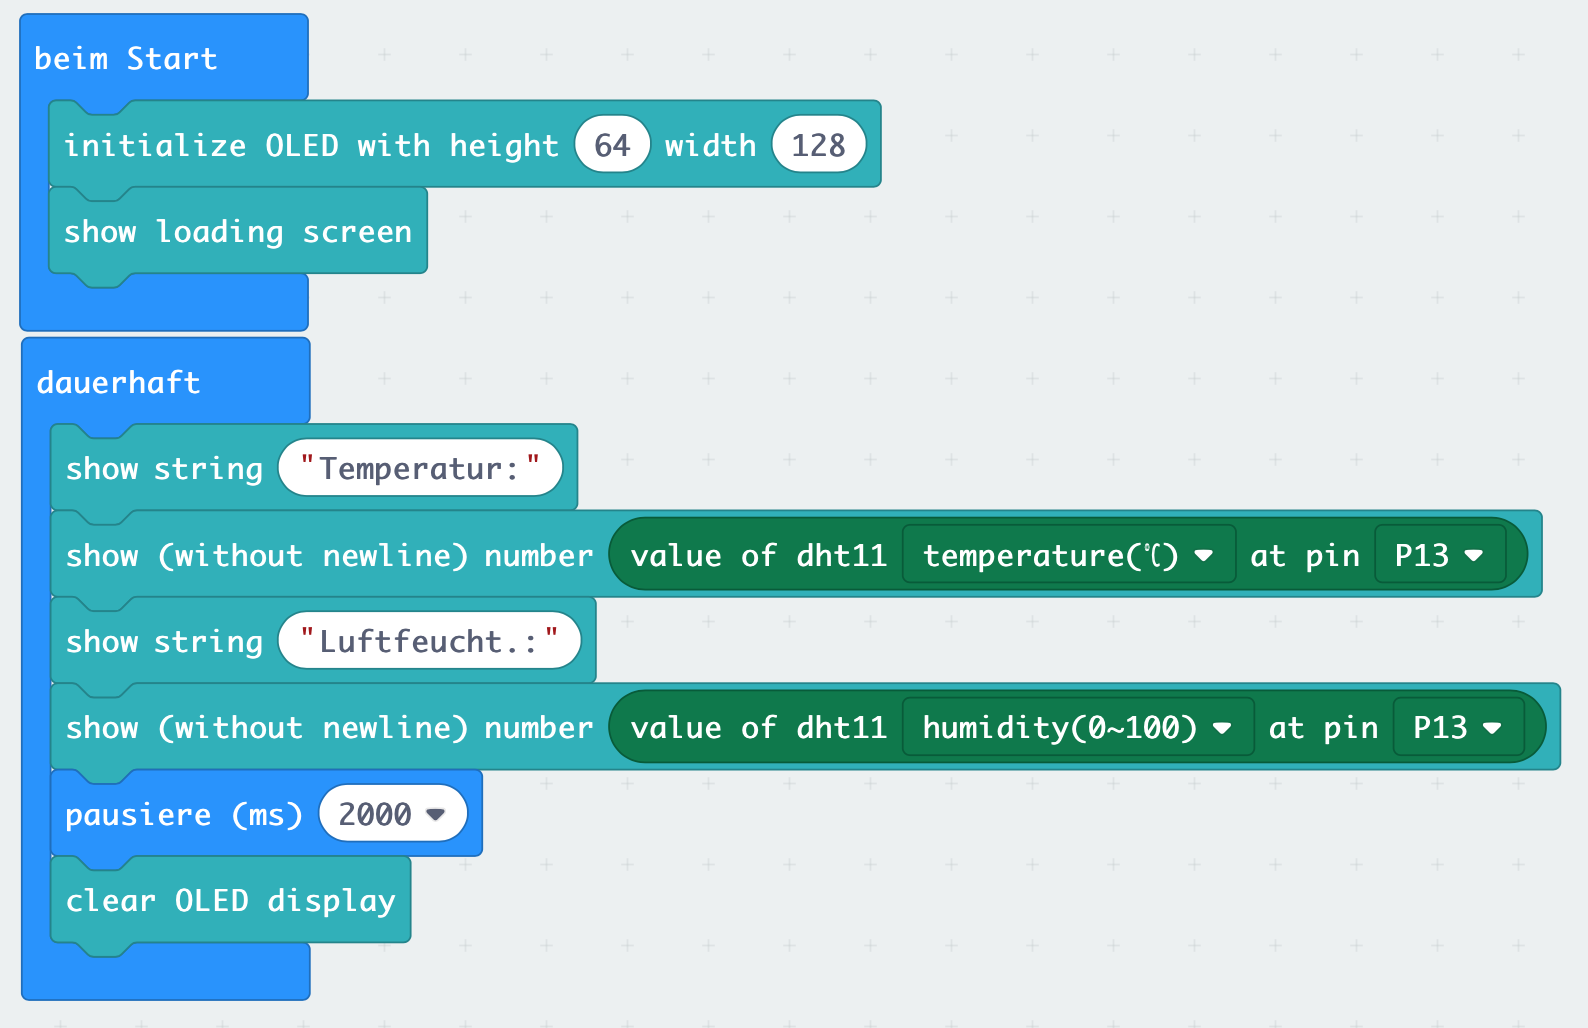 beim Start
initialize OLED with height 64 width 128
show loading screen
dauerhaft
show string "Temperatur:"
show (without newline) number value of dht11 temperature(℃) at pin P13
show string "Luftfeucht.:"
show (without newline) number value of dht11 humidity(0~100) at pin P13
pausiere (ms) 2000
clear OLED display